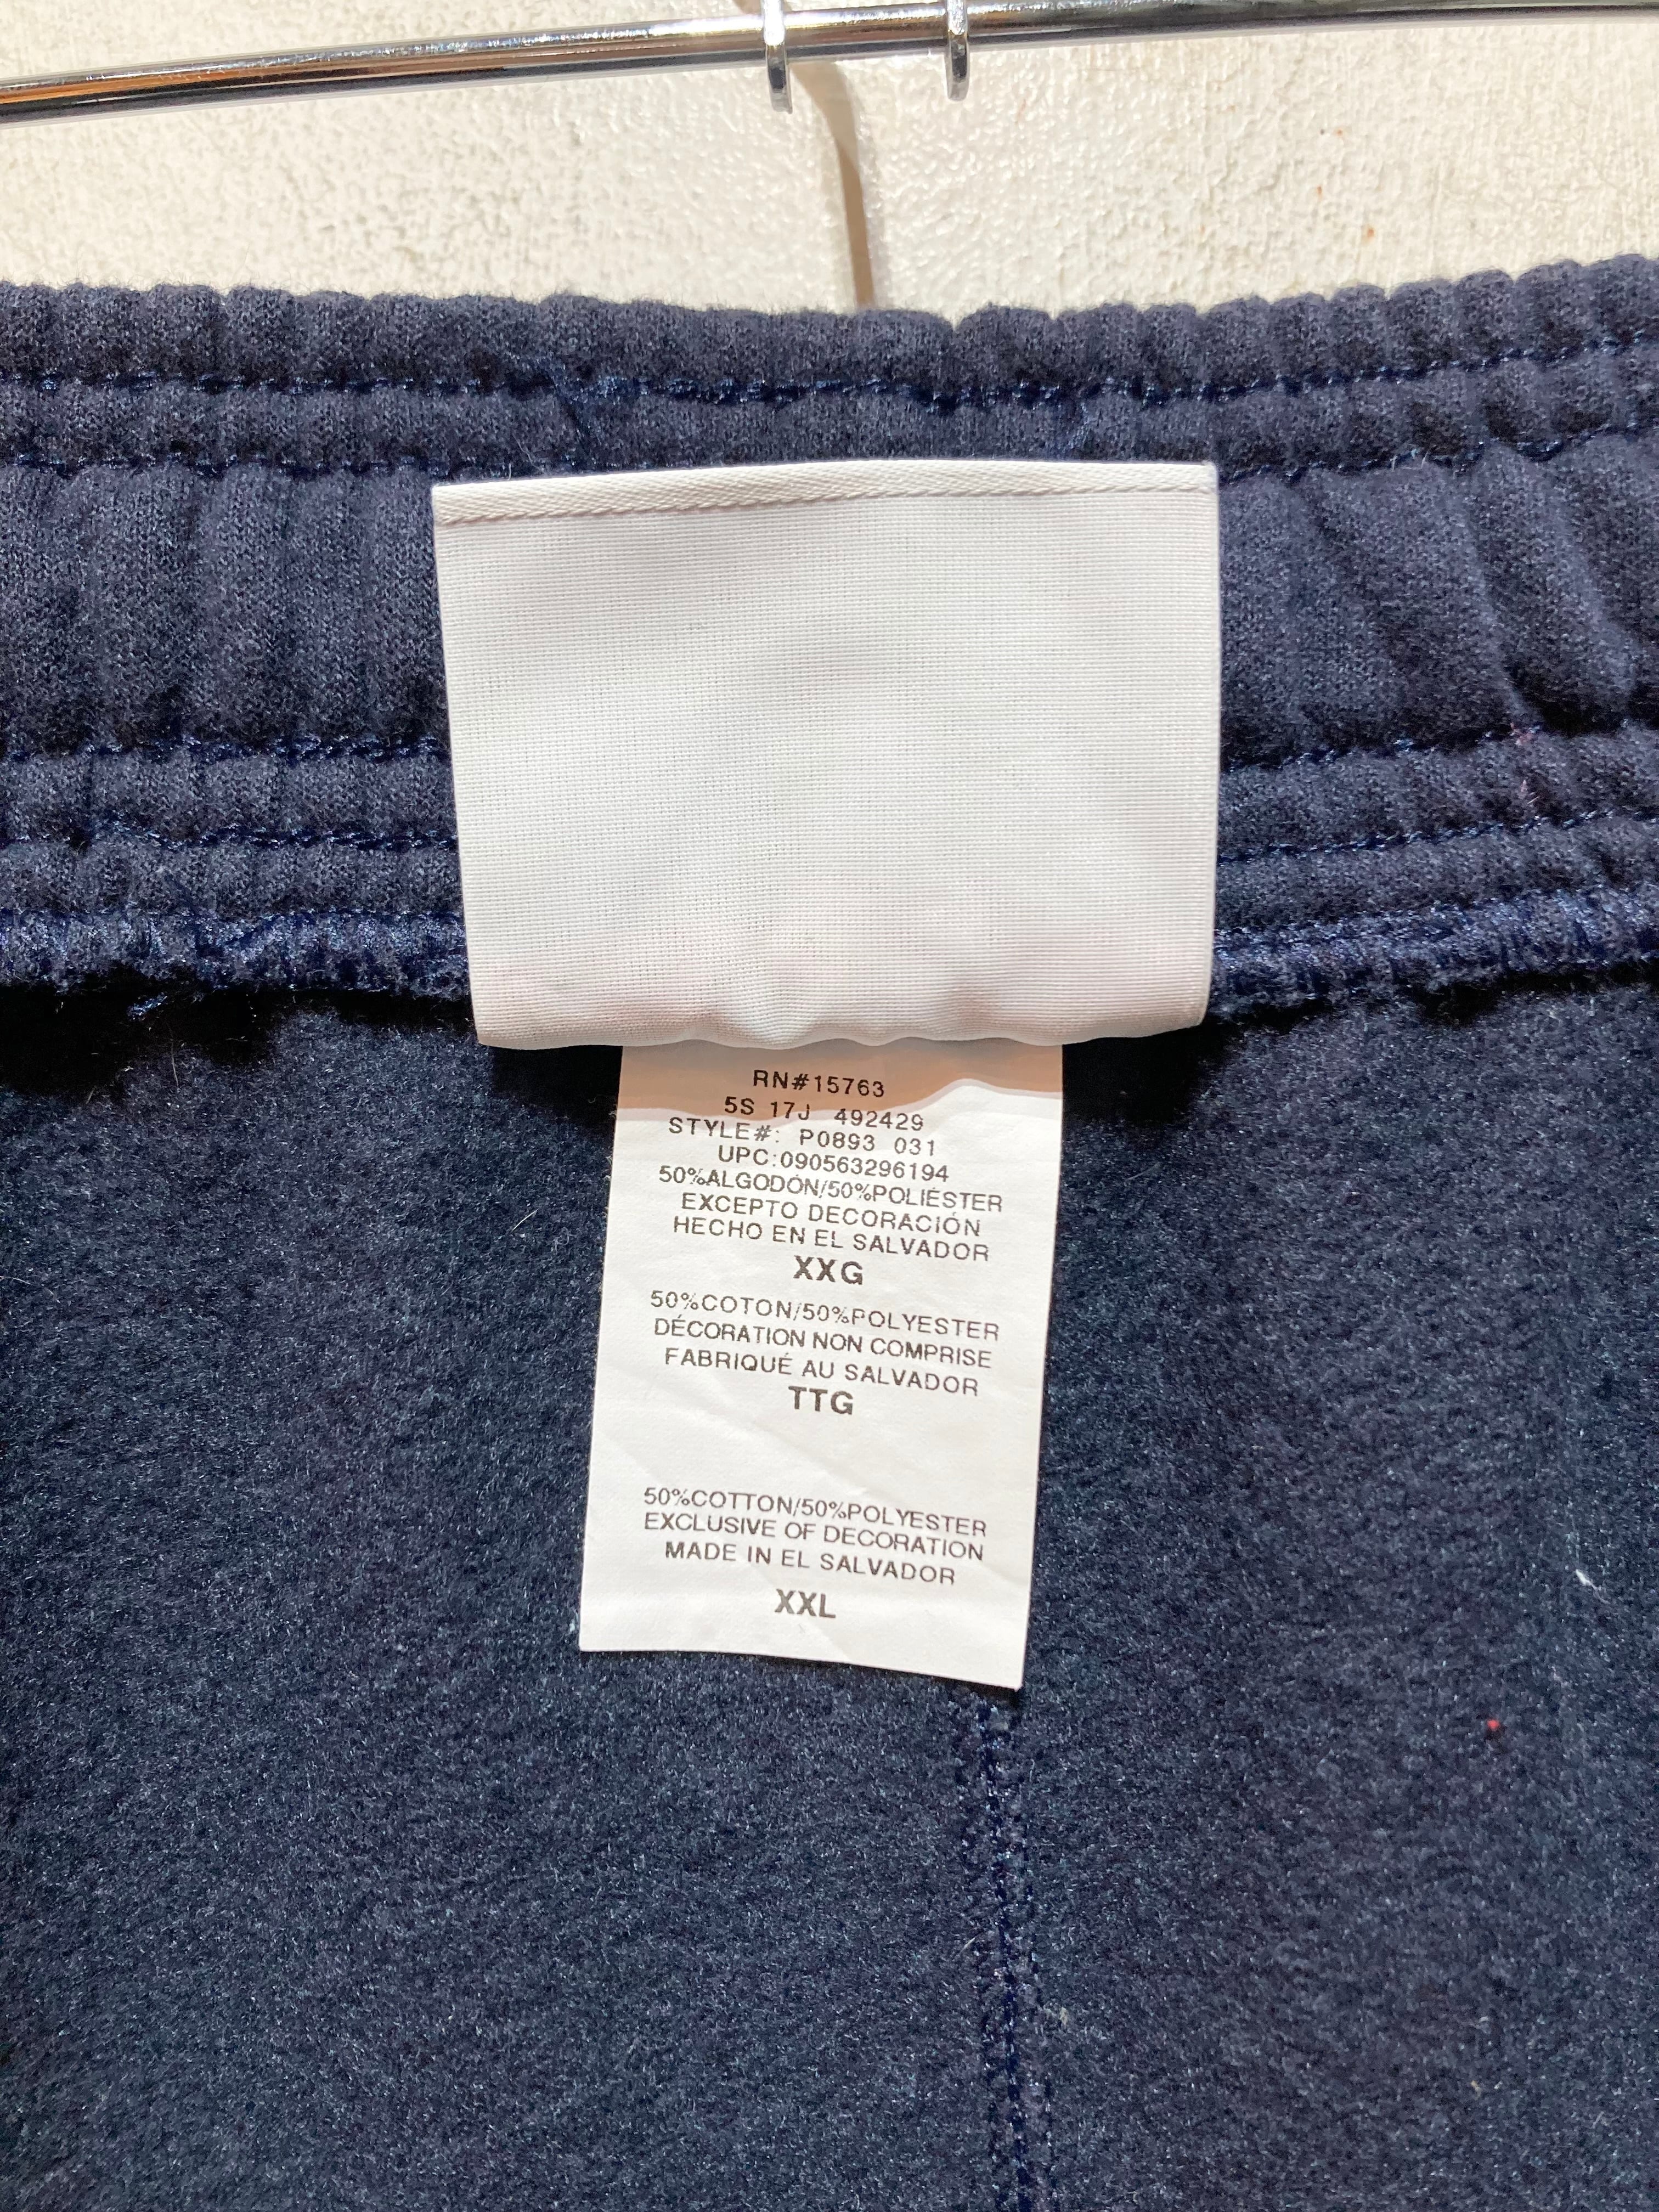 RN#15763
5S 17J 492429
STYLE#: P0893 031
UPC:090563296194
50%ALGODÓN/50%POLIÉSTER
EXCEPTO DECORACIÓN
HECHO EN EL SALVADOR
XXG
50%COTON/50%POLYESTER
DÉCORATION NON COMPRISE
FABRIQUÉ AU SALVADOR
TTG
50%COTTON/50%POLYESTER
EXCLUSIVE OF DECORATION
MADE IN EL SALVADOR
XXL